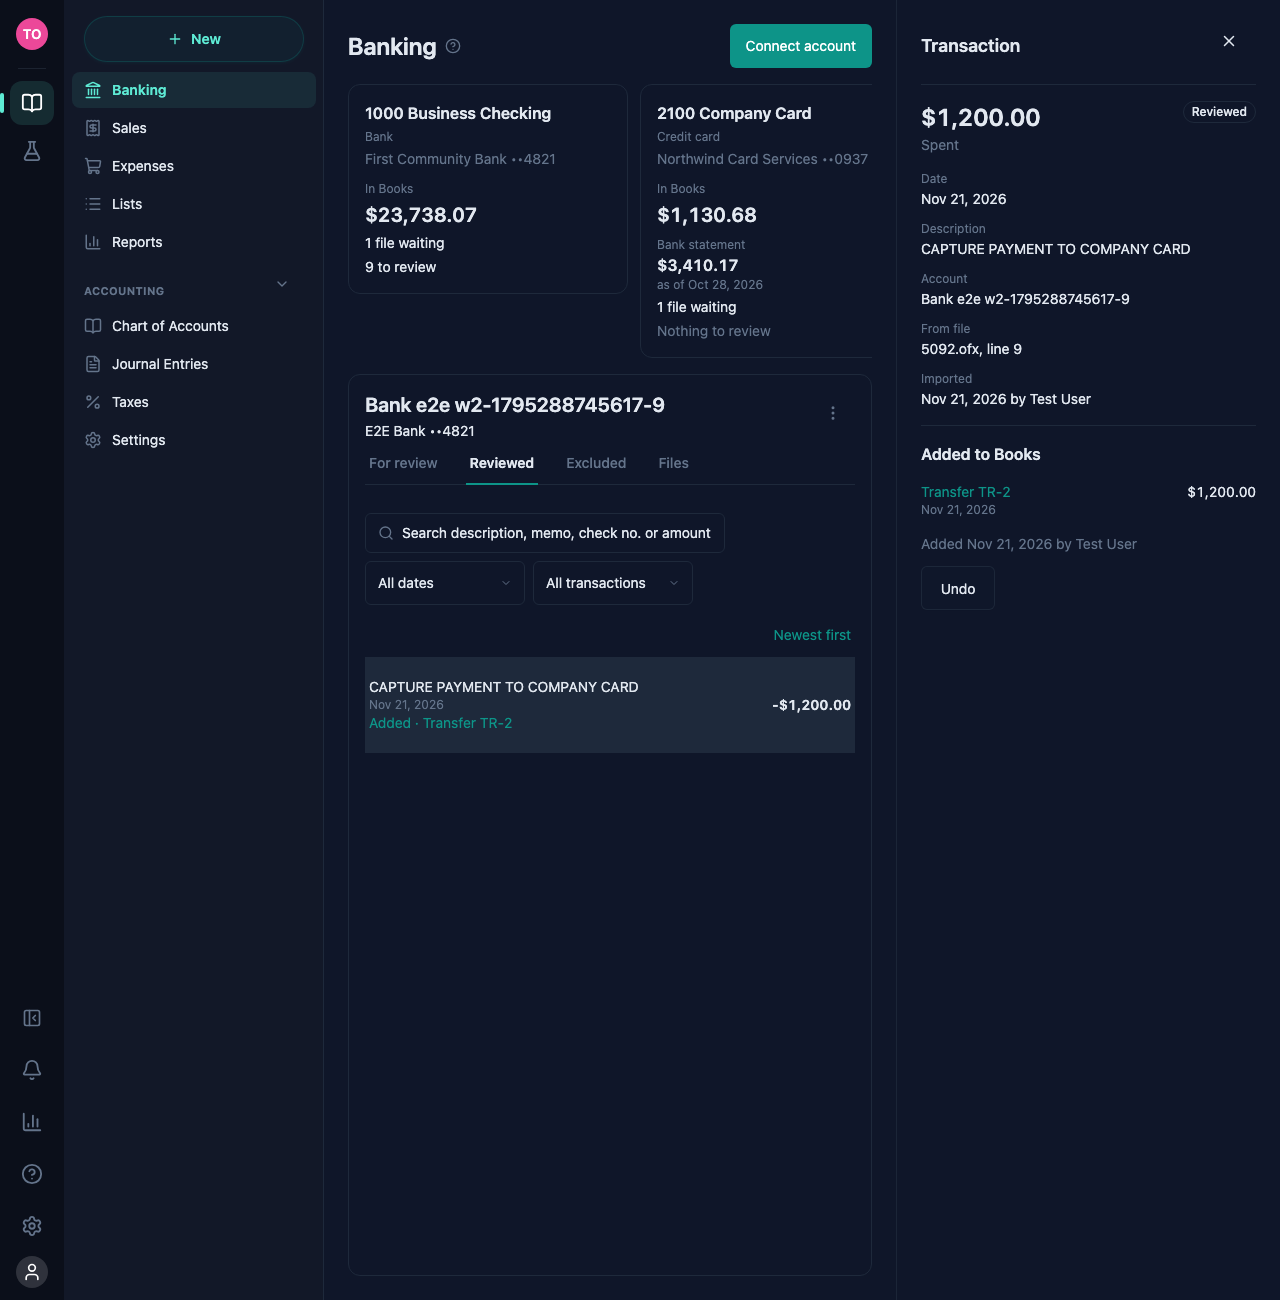 TO
New
Banking
Sales
Expenses
Lists
Reports
ACCOUNTING
Chart of Accounts
Journal Entries
Taxes
Settings
Banking
Connect account
1000 Business Checking
Bank
First Community Bank ••4821
In Books
$23,738.07
1 file waiting
9 to review
2100 Company Card
Credit card
Northwind Card Services ••0937
In Books
$1,130.68
Bank statement
$3,410.17
as of Oct 28, 2026
1 file waiting
Nothing to review
Bank e2e w2-1795288745617-9
E2E Bank ••4821
For review Reviewed Excluded Files
Search description, memo, check no. or amount
All dates All transactions
Newest first
CAPTURE PAYMENT TO COMPANY CARD
Nov 21, 2026
-$1,200.00
Added · Transfer TR-2
Transaction
$1,200.00
Reviewed
Spent
Date
Nov 21, 2026
Description
CAPTURE PAYMENT TO COMPANY CARD
Account
Bank e2e w2-1795288745617-9
From file
5092.ofx, line 9
Imported
Nov 21, 2026 by Test User
Added to Books
Transfer TR-2 $1,200.00
Nov 21, 2026
Added Nov 21, 2026 by Test User
Undo